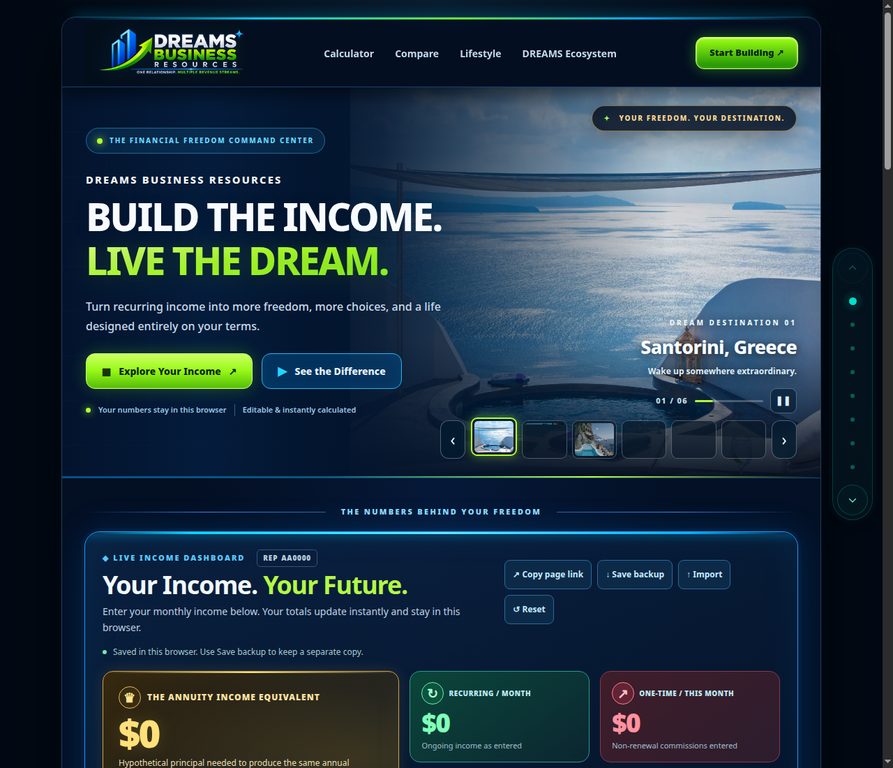 DREAMS
BUSINESS
RESOURCES
ONE RELATIONSHIP. MULTIPLE REVENUE STREAMS.
Calculator
Compare
Lifestyle
DREAMS Ecosystem
Start Building ↗
THE FINANCIAL FREEDOM COMMAND CENTER
YOUR FREEDOM. YOUR DESTINATION.
DREAMS BUSINESS RESOURCES
BUILD THE INCOME.
LIVE THE DREAM.
Turn recurring income into more freedom, more choices, and a life
designed entirely on your terms.
Explore Your Income ↗
See the Difference
Your numbers stay in this browser
Editable & instantly calculated
DREAM DESTINATION 01
Santorini, Greece
Wake up somewhere extraordinary.
01 / 06
THE NUMBERS BEHIND YOUR FREEDOM
LIVE INCOME DASHBOARD
REP AA0000
Your Income. Your Future.
Enter your monthly income below. Your totals update instantly and stay in this
browser.
Saved in this browser. Use Save backup to keep a separate copy.
↗ Copy page link
↓ Save backup
↑ Import
↺ Reset
THE ANNUITY INCOME EQUIVALENT
$0
Hypothetical principal needed to produce the same annual
RECURRING / MONTH
$0
Ongoing income as entered
ONE-TIME / THIS MONTH
$0
Non-renewal commissions entered